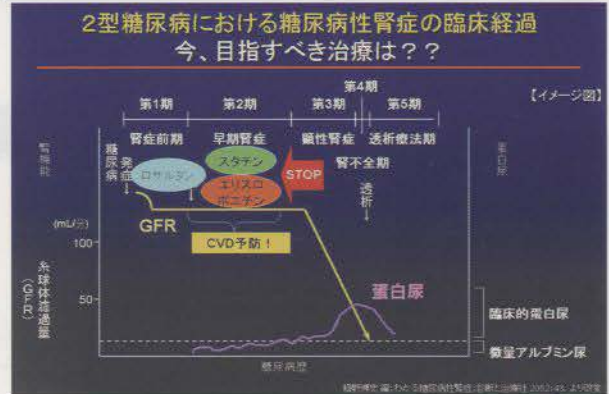 2型糖尿病における糖尿病性腎症の臨床経過
今、目指すべき治療は??
【イメージ図】
第1期
第2期
第3期
第4期
第5期
腎症前期
早期腎症
顕性腎症
腎不全期
透析療法期
腎機能
糖尿病
発症
↓
ロサルタン
↓
スタチン
エリスロ
ポエチン
STOP
透析
↓
蛋白尿
(mL/分)
GFR
CVD予防!
100
50
糸球体濾過量
(GFR)
蛋白尿
臨床的蛋白尿
微量アルブミン尿
糖尿病歴